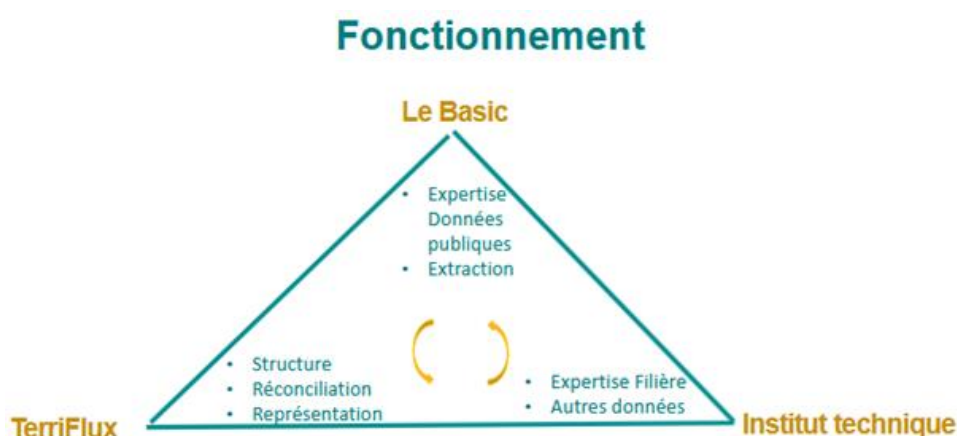 Fonctionnement
Le Basic
• Expertise
Données
publiques
• Extraction
• Structure
• Réconciliation
• Représentation
• Expertise Filière
• Autres données
TerriFlux
Institut technique